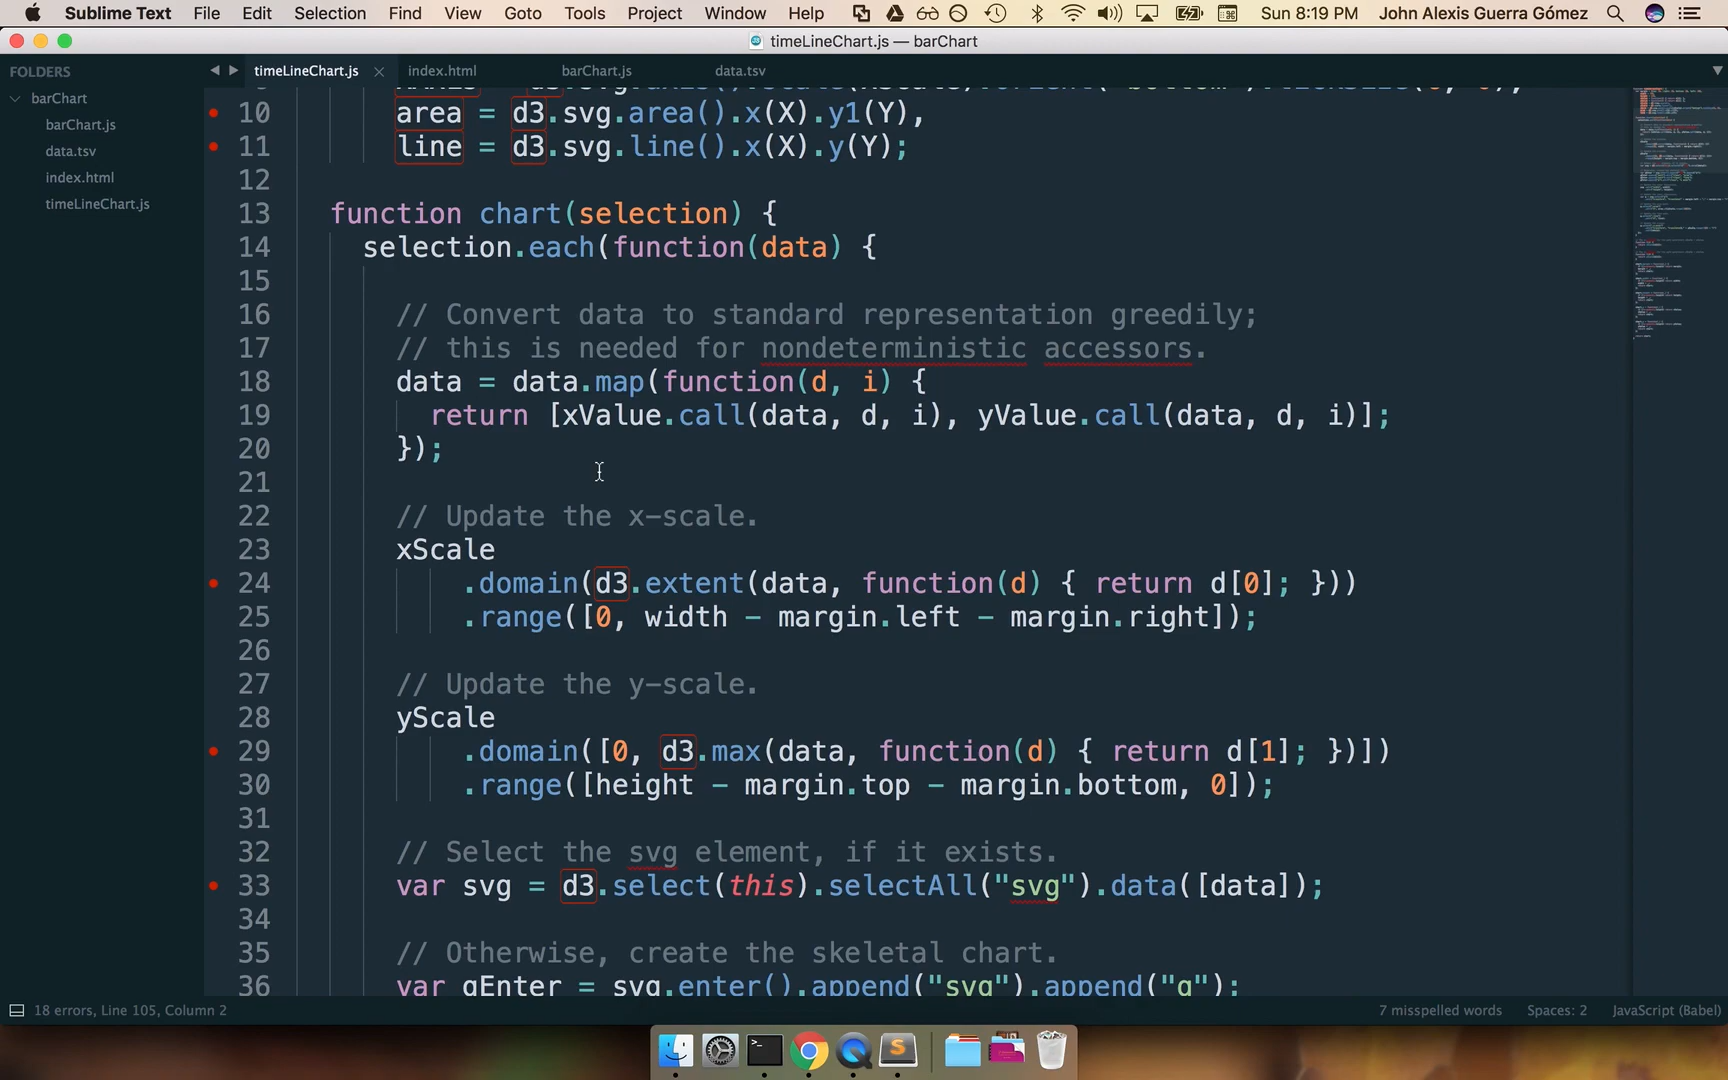 Sublime Text File Edit Selection Find View Goto Tools Project Window Help Sun 8:19 PM John Alexis Guerra Gómez
timeLineChart.js — barChart
FOLDERS
barChart
barChart.js
data.tsv
index.html
timeLineChart.js
timeLineChart.js index.html barChart.js data.tsv
10 area = d3.svg.area().x(X).y1(Y),
11 line = d3.svg.line().x(X).y(Y);
12
13 function chart(selection) {
14 selection.each(function(data) {
15
16 // Convert data to standard representation greedily;
17 // this is needed for nondeterministic accessors.
18 data = data.map(function(d, i) {
19 return [xValue.call(data, d, i), yValue.call(data, d, i)];
20 });
21
22 // Update the x-scale.
23 xScale
24 .domain(d3.extent(data, function(d) { return d[0]; }))
25 .range([0, width - margin.left - margin.right]);
26
27 // Update the y-scale.
28 yScale
29 .domain([0, d3.max(data, function(d) { return d[1]; })])
30 .range([height - margin.top - margin.bottom, 0]);
31
32 // Select the svg element, if it exists.
33 var svg = d3.select(this).selectAll("svg").data([data]);
34
35 // Otherwise, create the skeletal chart.
36 var gEnter = svg.enter().append("svg").append("g");
18 errors, Line 105, Column 2 7 misspelled words Spaces: 2 JavaScript (Babel)